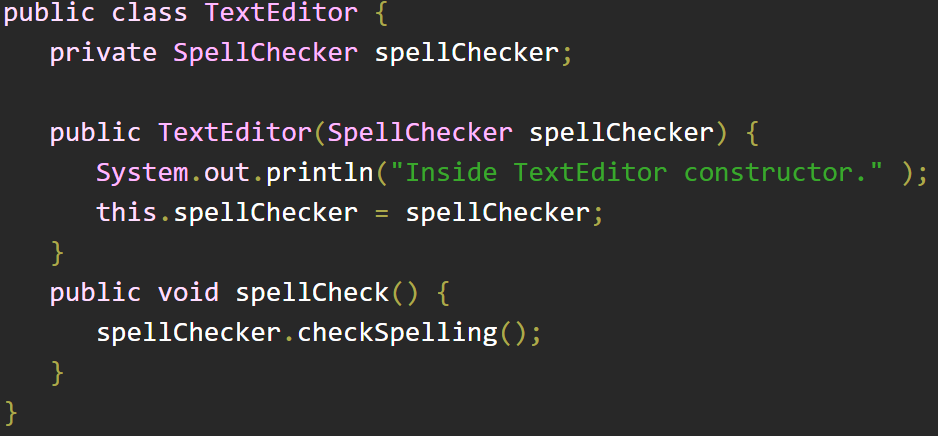 public class TextEditor {
   private SpellChecker spellChecker;

   public TextEditor(SpellChecker spellChecker) {
      System.out.println("Inside TextEditor constructor." );
      this.spellChecker = spellChecker;
   }
   public void spellCheck() {
      spellChecker.checkSpelling();
   }
}